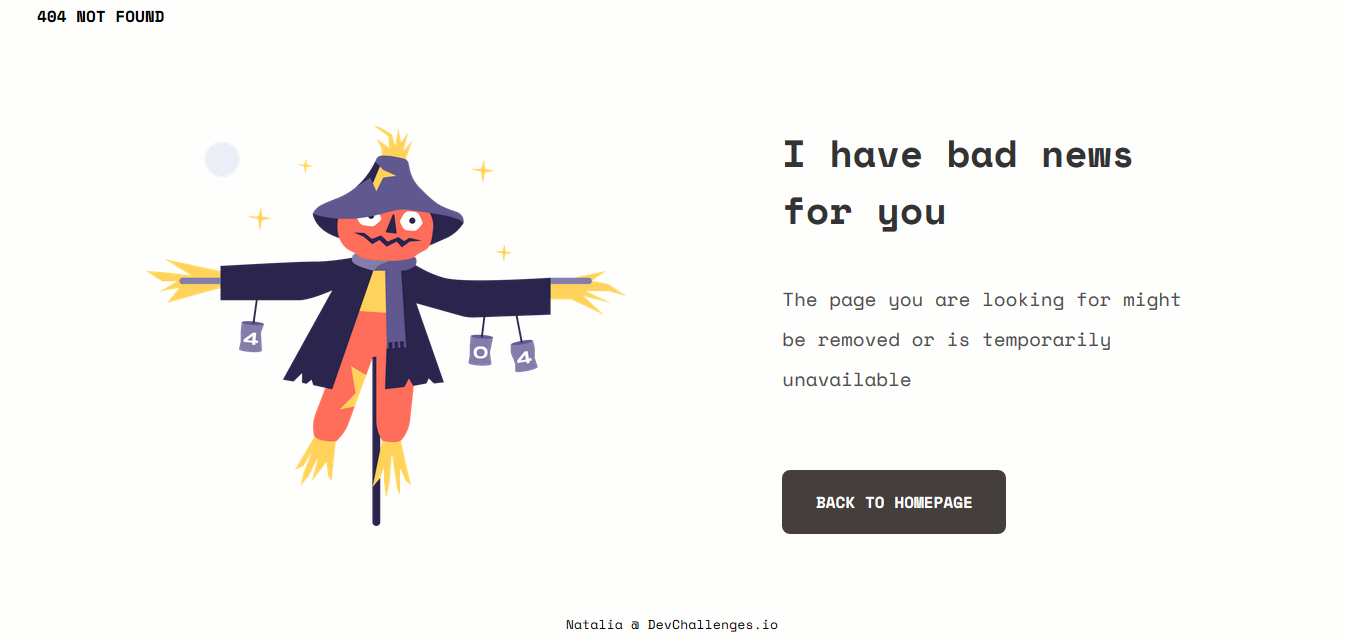 404 NOT FOUND
I have bad news
for you
The page you are looking for might
be removed or is temporarily
unavailable
4
0
4
BACK TO HOMEPAGE
Natalia @ DevChallenges.io